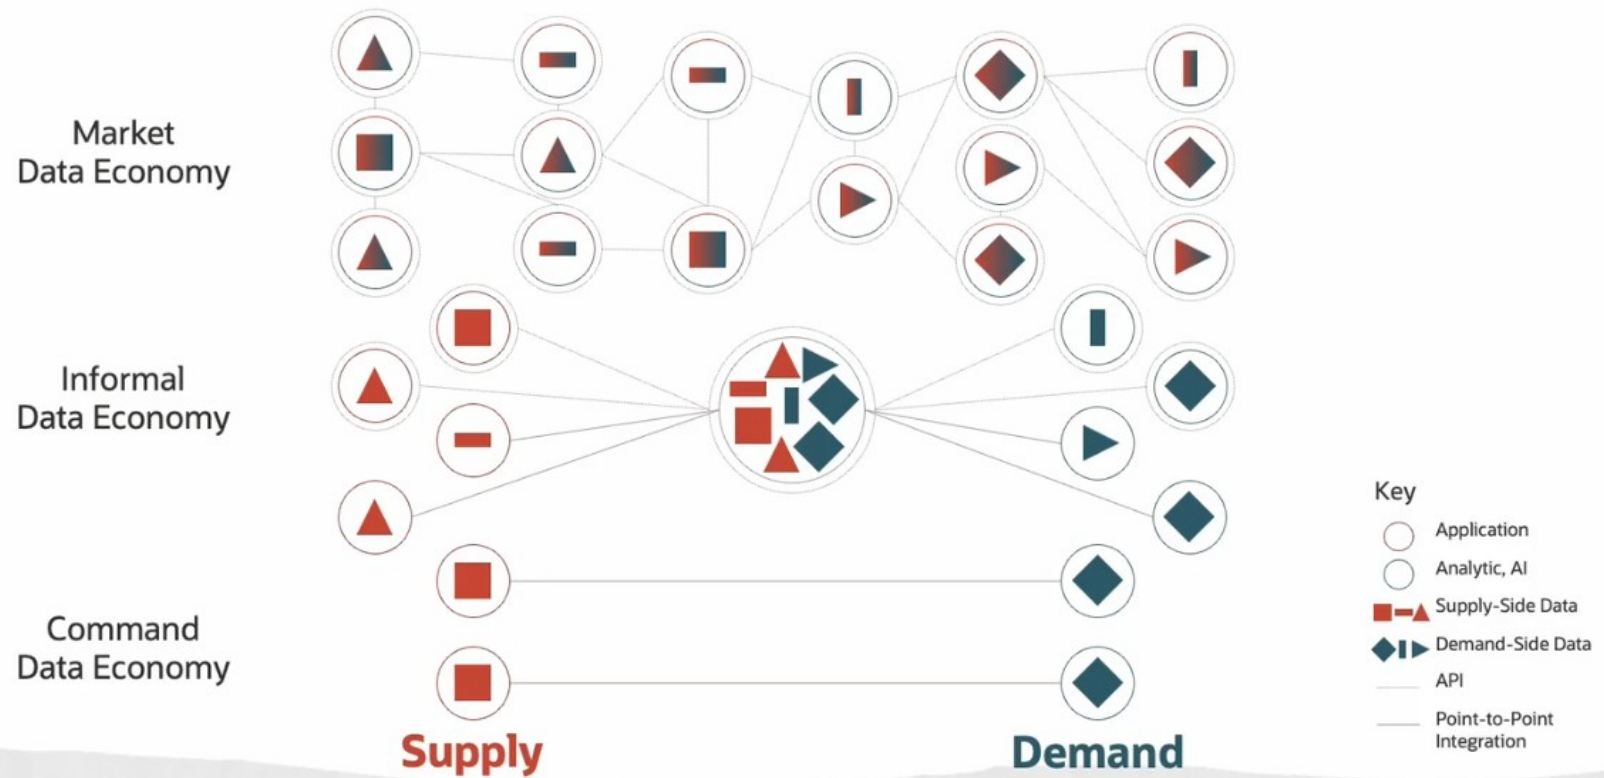 Market
Data Economy
Informal
Data Economy
Command
Data Economy
Supply
Demand
Key
Application
Analytic, AI
Supply-Side Data
Demand-Side Data
API
Point-to-Point
Integration